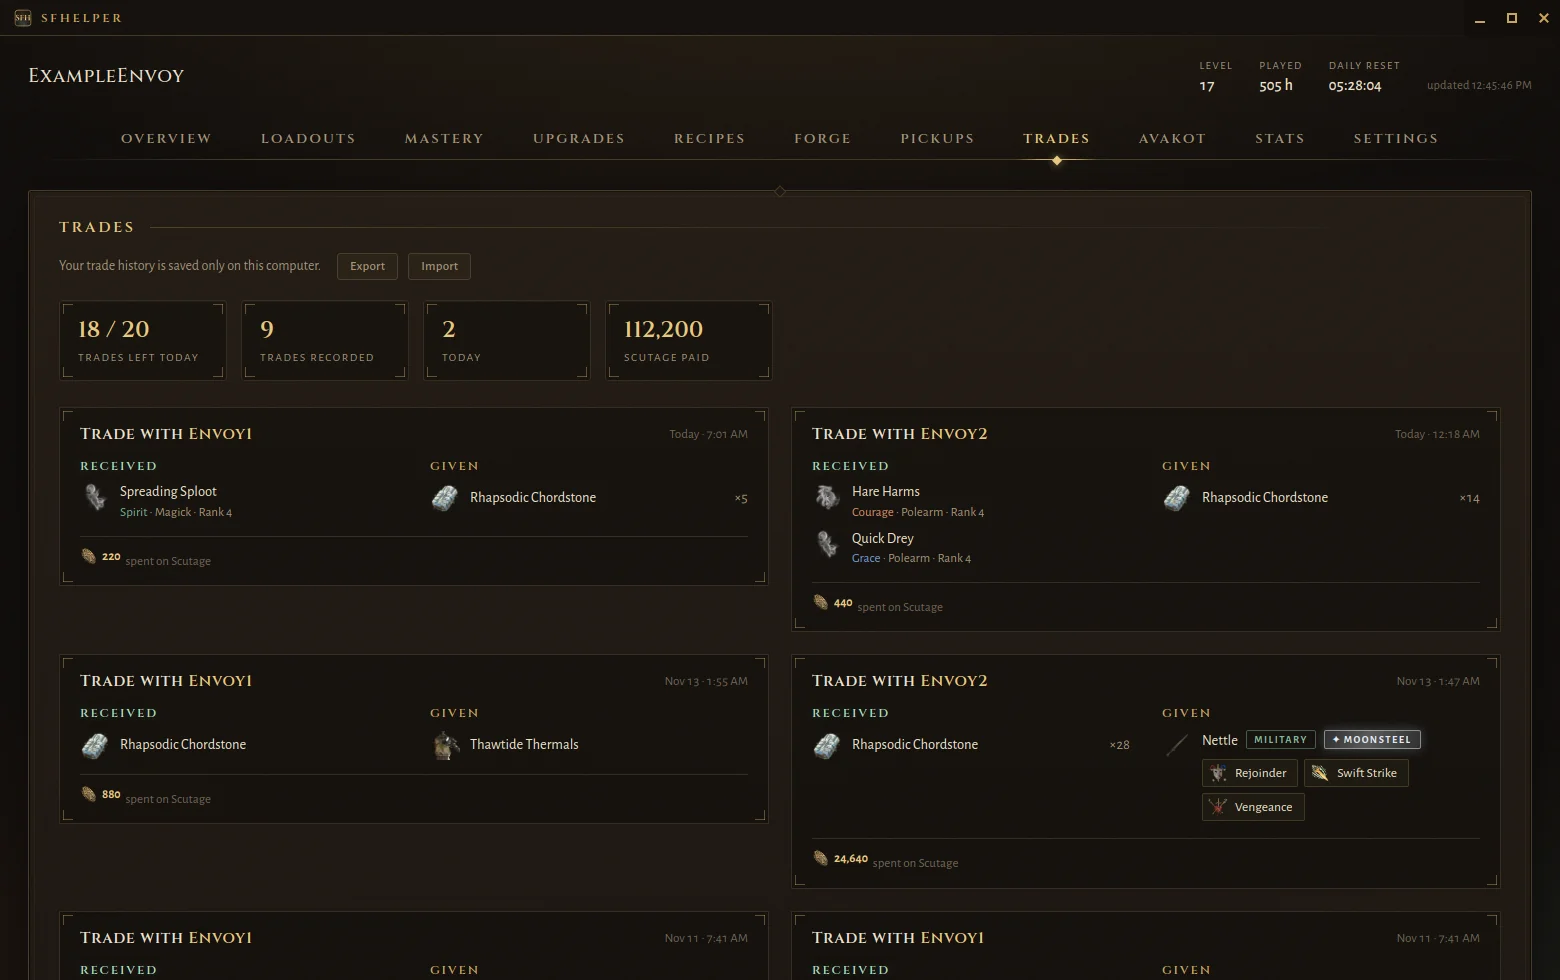 SFH SFHELPER
ExampleEnvoy
LEVEL PLAYED DAILY RESET
17 505 h 05:28:04 updated 12:45:46 PM
OVERVIEW LOADOUTS MASTERY UPGRADES RECIPES FORGE PICKUPS TRADES AVAKOT STATS SETTINGS
TRADES
Your trade history is saved only on this computer. Export Import
18 / 20 9 2 112,200
TRADES LEFT TODAY TRADES RECORDED TODAY SCUTAGE PAID
Trade with Envoy1 Today · 7:01 AM
RECEIVED GIVEN
Spreading Sploot
Spirit · Magick · Rank 4
Rhapsodic Chordstone ×5
220 spent on Scutage
Trade with Envoy2 Today · 12:18 AM
RECEIVED GIVEN
Hare Harms
Courage · Polearm · Rank 4
Rhapsodic Chordstone ×14
Quick Drey
Grace · Polearm · Rank 4
440 spent on Scutage
Trade with Envoy1 Nov 13 · 1:55 AM
RECEIVED GIVEN
Rhapsodic Chordstone Thawtide Thermals
880 spent on Scutage
Trade with Envoy2 Nov 13 · 1:47 AM
RECEIVED GIVEN
Rhapsodic Chordstone ×28
Nettle MILITARY ✦ MOONSTEEL
Rejoinder Swift Strike
Vengeance
24,640 spent on Scutage
Trade with Envoy1 Nov 11 · 7:41 AM
RECEIVED GIVEN
Trade with Envoy1 Nov 11 · 7:41 AM
RECEIVED GIVEN